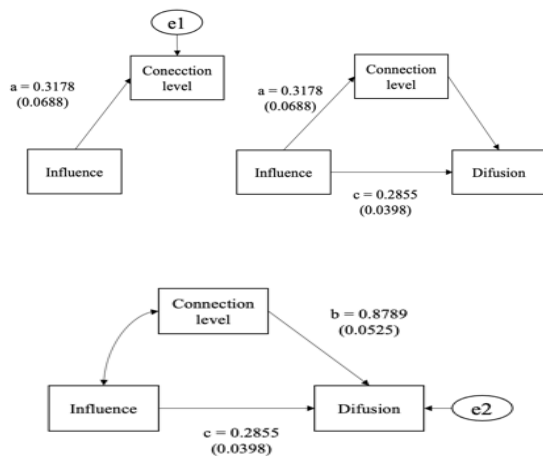 e1
Conecction
level
a = 0.3178
(0.0688)
Influence
Connection
level
a = 0.3178
(0.0688)
Influence
Difusion
c = 0.2855
(0.0398)
Connection
level
b = 0.8789
(0.0525)
Influence
Difusion
e2
c = 0.2855
(0.0398)